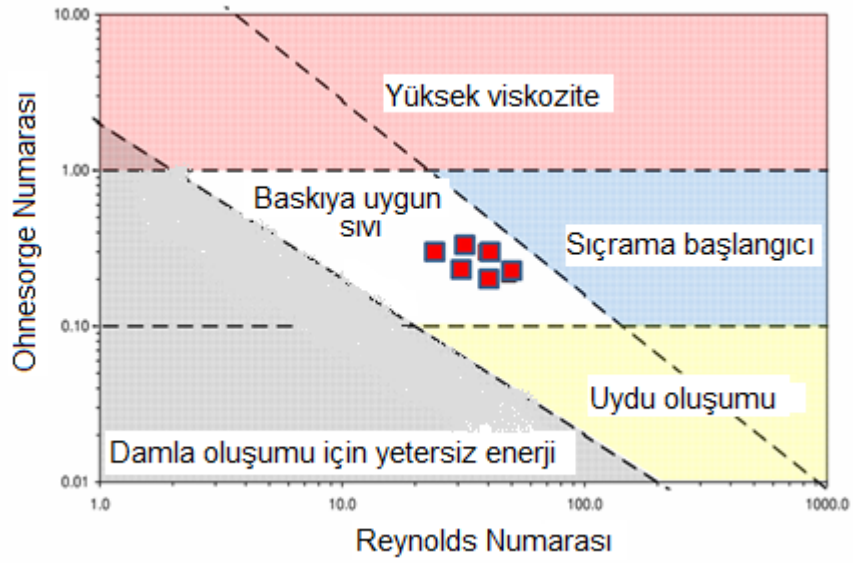 10.00
Yüksek viskozite
1.00
Baskıya uygun
sıvı
Sıçrama başlangıcı
Ohnesorge Numarası
0.10
Uydu oluşumu
Damla oluşumu için yetersiz enerji
0.01
1.0
10.0
100.0
1000.0
Reynolds Numarası